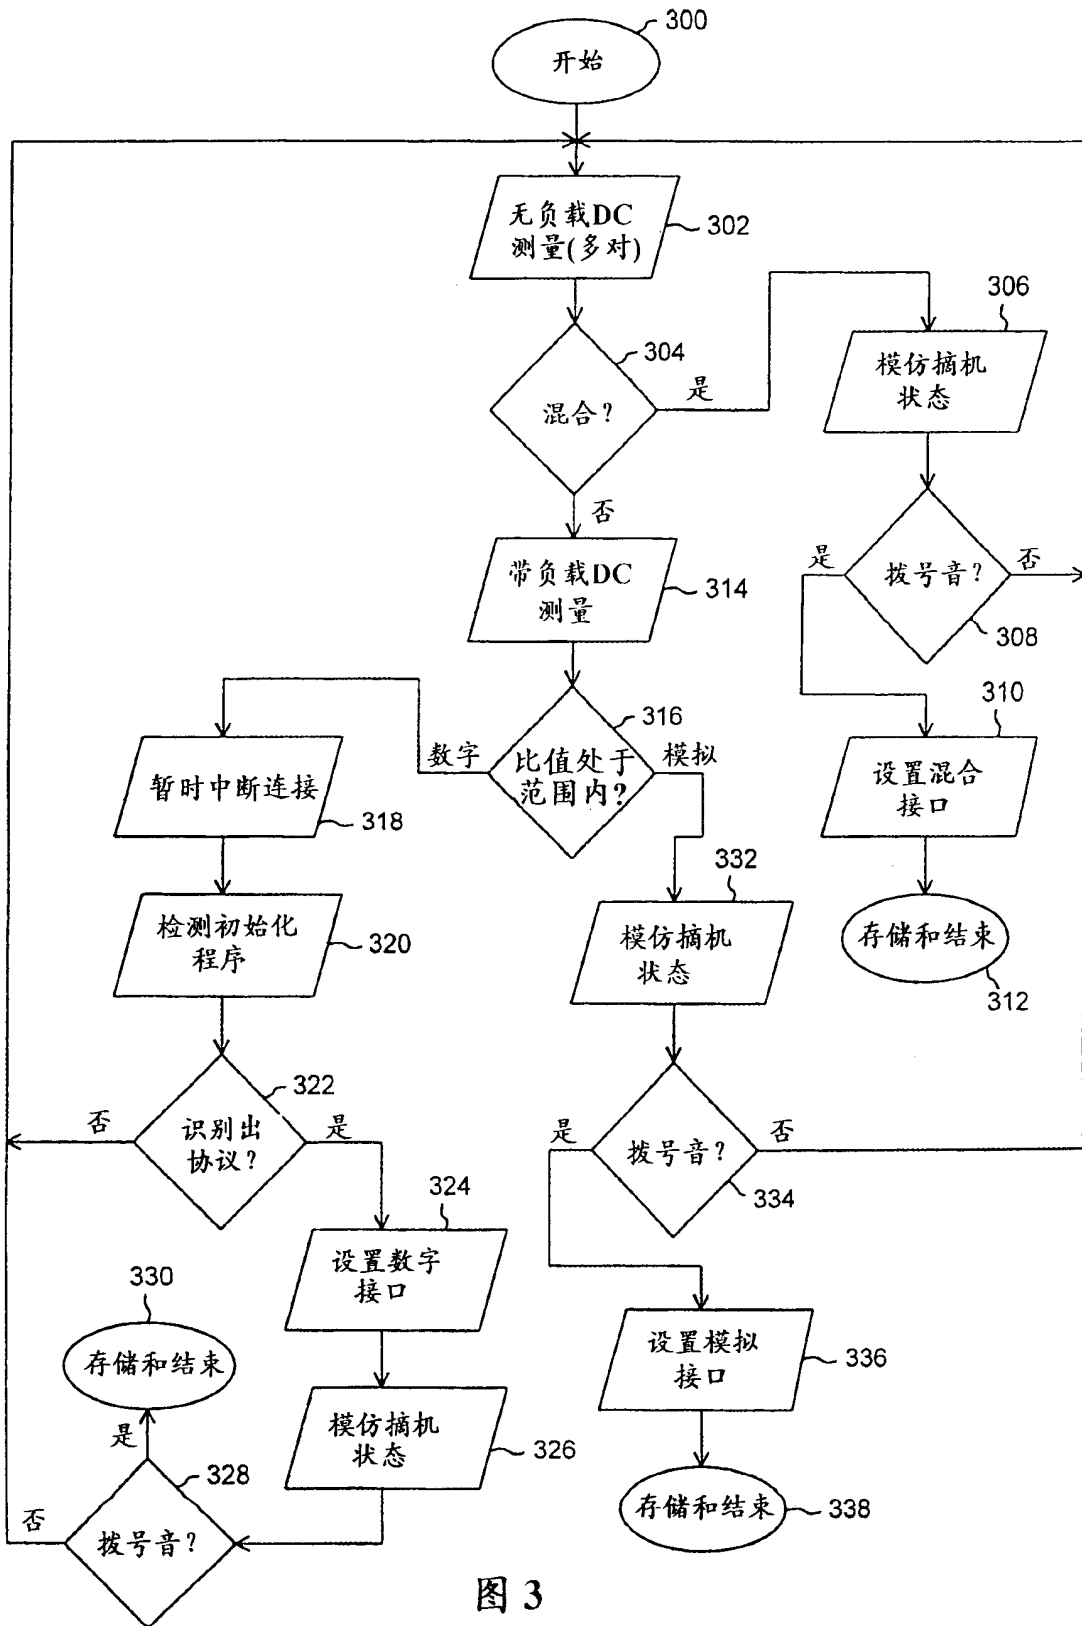 300
开始
无负载DC
测量(多对)
302
306
304
是
混合?
模仿摘机
状态
否
是
拨号音?
否
308
带负载DC
测量
314
316
310
数字
比值处于
范围内?
模拟
设置混合
接口
暂时中断连接
318
332
存储和结束
312
检测初始化
程序
320
模仿摘机
状态
322
否
识别出
协议?
是
是
拨号音?
否
334
324
设置数字
接口
330
存储和结束
设置模拟
接口
336
是
模仿摘机
状态
326
328
否
拨号音?
存储和结束
338
图 3